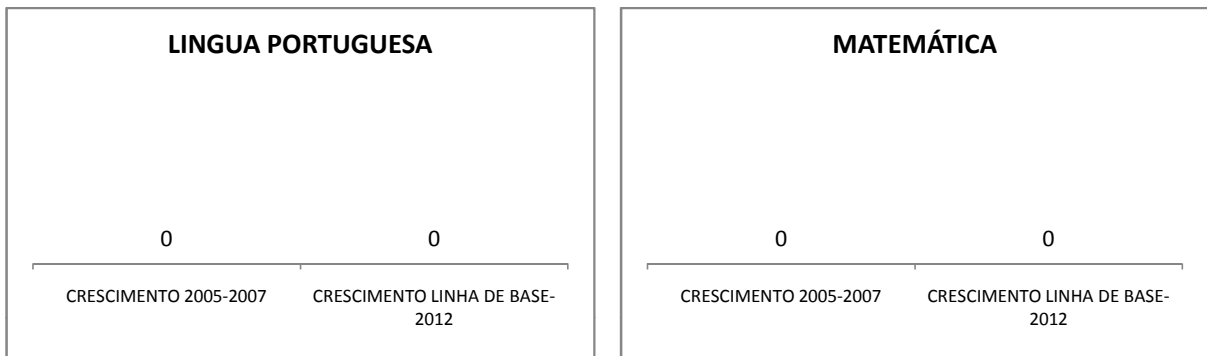 LINGUA PORTUGUESA
0
0
CRESCIMENTO 2005-2007
CRESCIMENTO LINHA DE BASE-
2012
MATEMÁTICA
0
0
CRESCIMENTO 2005-2007
CRESCIMENTO LINHA DE BASE-
2012